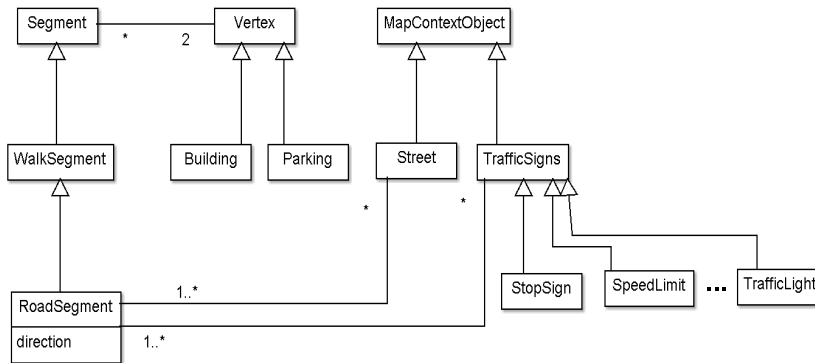 Segment
*
2
Vertex
MapContextObject
WalkSegment
Building
Parking
Street
TrafficSigns
*
*
StopSign
SpeedLimit
...
TrafficLight
RoadSegment
1..*
direction
1..*